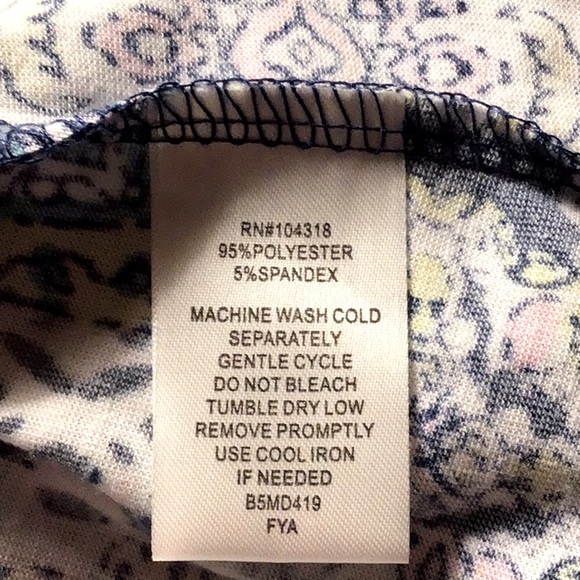 RN#104318
95%POLYESTER
5%SPANDEX
MACHINE WASH COLD
SEPARATELY
GENTLE CYCLE
DO NOT BLEACH
TUMBLE DRY LOW
REMOVE PROMPTLY
USE COOL IRON
IF NEEDED
B5MD419
FYA